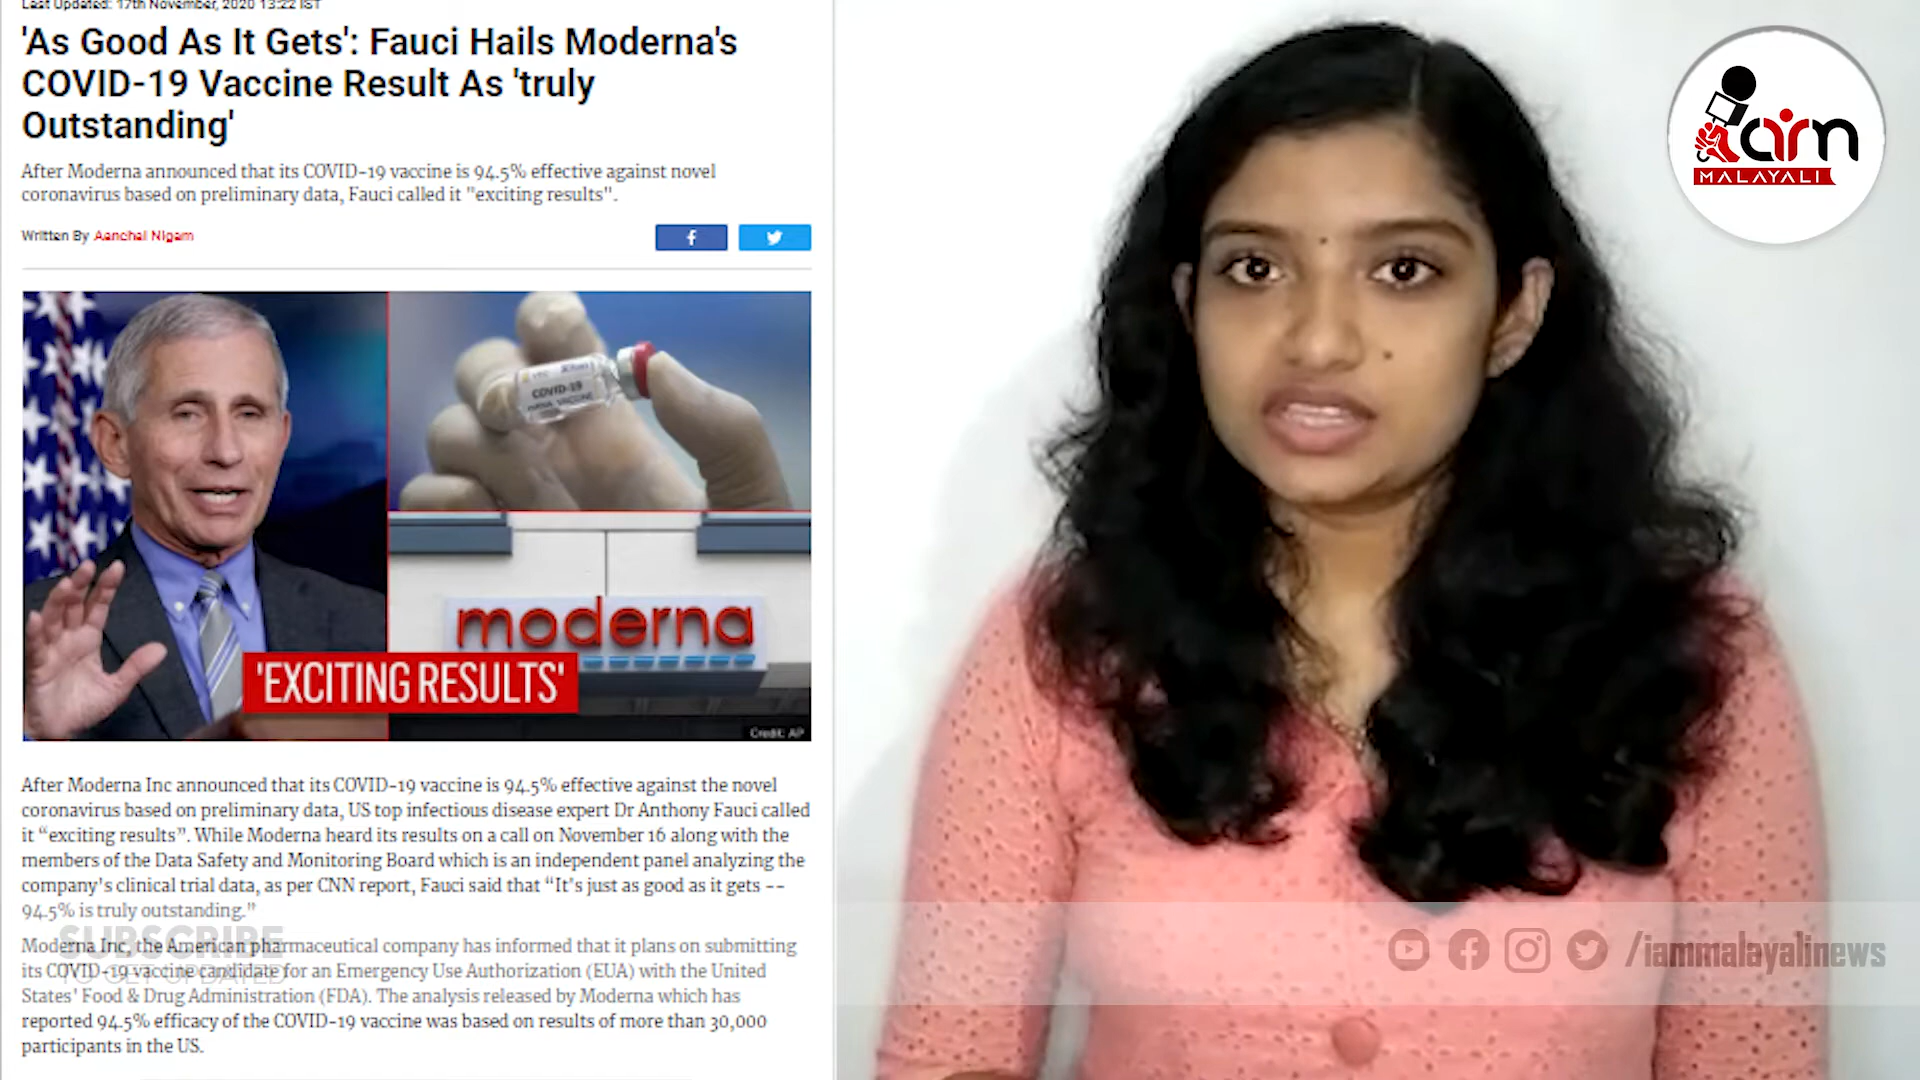 Last Updated: 17th November, 2020 13:22 IST
'As Good As It Gets': Fauci Hails Moderna's
COVID-19 Vaccine Result As 'truly
Outstanding'
After Moderna announced that its COVID-19 vaccine is 94.5% effective against novel
coronavirus based on preliminary data, Fauci called it "exciting results".
Written By Aanchal Nigam
COVID-19
VACCINE
moderna
'EXCITING RESULTS'
Credit: AP
After Moderna Inc announced that its COVID-19 vaccine is 94.5% effective against the novel
coronavirus based on preliminary data, US top infectious disease expert Dr Anthony Fauci called
it “exciting results”. While Moderna heard its results on a call on November 16 along with the
members of the Data Safety and Monitoring Board which is an independent panel analyzing the
company's clinical trial data, as per CNN report, Fauci said that “It's just as good as it gets --
94.5% is truly outstanding.”
Moderna Inc, the American pharmaceutical company has informed that it plans on submitting
its COVID-19 vaccine candidate for an Emergency Use Authorization (EUA) with the United
States' Food & Drug Administration (FDA). The analysis released by Moderna which has
reported 94.5% efficacy of the COVID-19 vaccine was based on results of more than 30,000
participants in the US.
SUBSCRIBE
TO GET UPDATED
iam
MALAYALI
/iammalayalinews